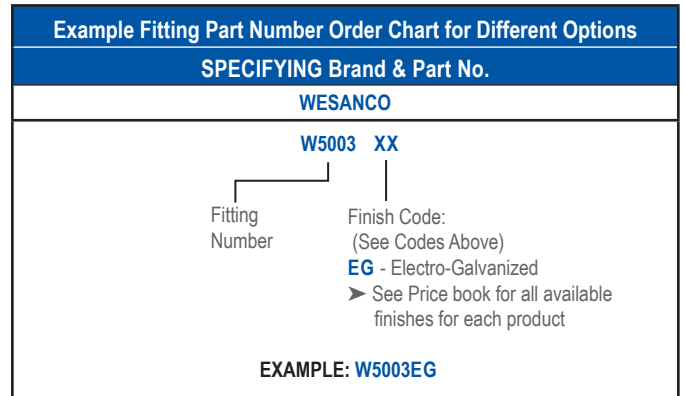 Example Fitting Part Number Order Chart for Different Options
SPECIFYING Brand & Part No.
WESANCO
W5003 XX
Fitting
Number
Finish Code:
(See Codes Above)
EG - Electro-Galvanized
➤ See Price book for all available
finishes for each product
EXAMPLE: W5003EG